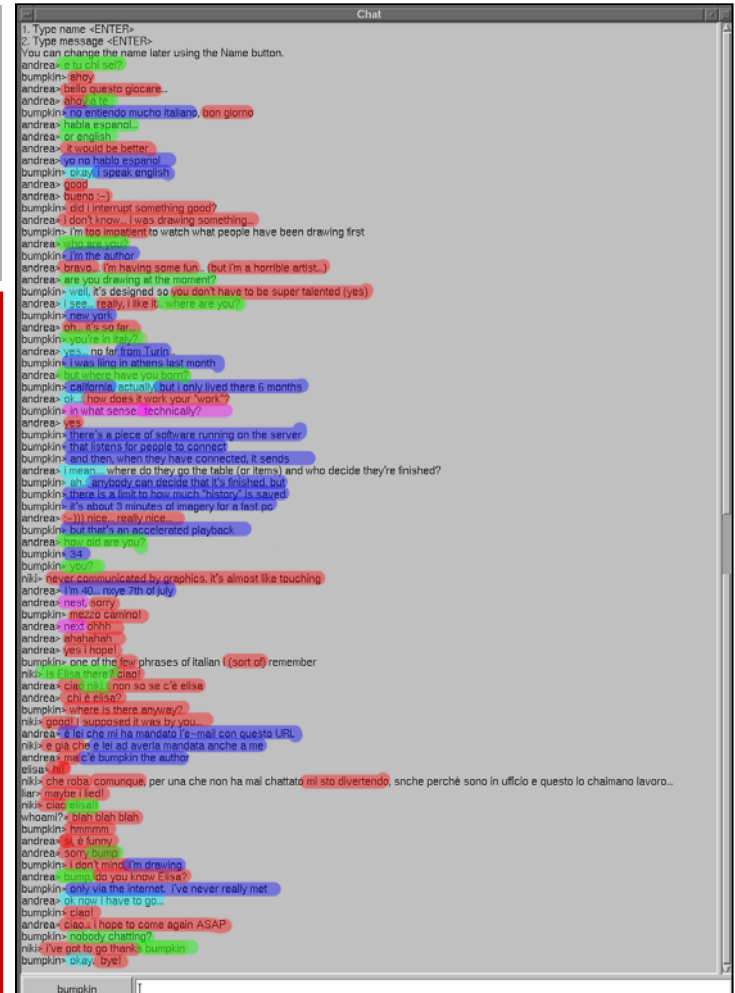 Chat
1. Type name <ENTER>
2. Type message <ENTER>
You can change the name later using the Name button.
andrea> e tu chi sei?
bumpkin> ahoy
andrea> bello questo giocare...
andrea> ahoy a te
bumpkin> no entiendo mucho italiano, bon giorno
andrea> habla espanol...
andrea> or english
andrea> it would be better
andrea> yo no hablo espanol
bumpkin> okay, i speak english
andrea> good
andrea> bueno :-)
bumpkin> did i interrupt something good?
andrea> i don't know... i was drawing something...
bumpkin> i'm too impatient to watch what people have been drawing first
andrea> who are you?
bumpkin> i'm the author
andrea> bravo... i'm having some fun... (but i'm a horrible artist...)
andrea> are you drawing at the moment?
bumpkin> well, it's designed so you don't have to be super talented (yes)
andrea> i see... really, i like it... where are you?
bumpkin> new york
andrea> oh... it's so far...
bumpkin> you're in italy?
andrea> yes... no far from Turin...
bumpkin> i was liing in athens last month
andrea> but where have you born?
bumpkin> california, actually, but i only lived there 6 months
andrea> ok... how does it work your "work"?
bumpkin> in what sense. technically?
andrea> yes
bumpkin> there's a piece of software running on the server
bumpkin> that listens for people to connect
bumpkin> and then, when they have connected, it sends
andrea> i mean... where do they go the table (or items) and who decide they're finished?
bumpkin> ah.. anybody can decide that it's finished. but
bumpkin> there is a limit to how much "history" is saved
bumpkin> it's about 3 minutes of imagery for a fast pc
andrea> :-))) nice... really nice...
bumpkin> but that's an accelerated playback
andrea> how old are you?
bumpkin> 34
bumpkin> you?
niki> never communicated by graphics. it's almost like touching
andrea> I'm 40... nxye 7th of july
andrea> nest, sorry
bumpkin> mezzo camino!
andrea> next ohhh
andrea> ahahahah
andrea> yes i hope!
bumpkin> one of the few phrases of Italian I (sort of) remember
niki> is Elisa there? ciao!
andrea> ciao niki, non so se c'è elisa
andrea> chi è elisa?
bumpkin> where is there anyway?
niki> good! I supposed it was by you...
andrea> è lei che mi ha mandato l'e-mail con questo URL
niki> e già che è lei ad averla mandata anche a me
andrea> ma c'è bumpkin the author
elisa> hi!
niki> che roba, comunque, per una che non ha mai chattato mi sto divertendo, snche perchè sono in ufficio e questo lo chaimano lavoro...
liar> maybe i lied!
niki> ciao elisa!!
whoami?> blah blah blah
bumpkin> hmmmm
andrea> si, è funny
andrea> sorry bump
bumpkin> i don't mind, i'm drawing
andrea> bump, do you know Elisa?
bumpkin> only via the internet. i've never really met
andrea> ok now i have to go...
bumpkin> ciao!
andrea> ciao... i hope to come again ASAP
bumpkin> nobody chatting?
niki> i've got to go thanks bumpkin
bumpkin> okay. bye!
bumpkin